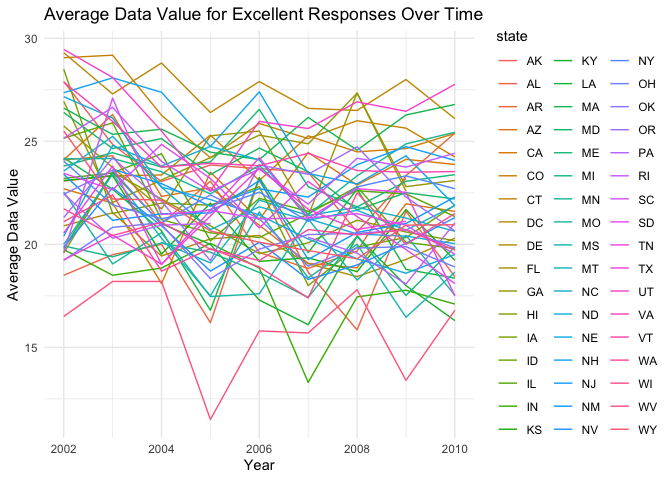 Average Data Value for Excellent Responses Over Time
30
25
20
15
Average Data Value
2002 2004 2006 2008 2010
Year
state
AK KY NY
AL LA OH
AR MA OK
AZ MD OR
CA ME PA
CO MI RI
CT MN SC
DC MO SD
DE MS TN
FL MT TX
GA NC UT
HI ND VA
IA NE VT
ID NH WA
IL NJ WI
IN NM WV
KS NV WY